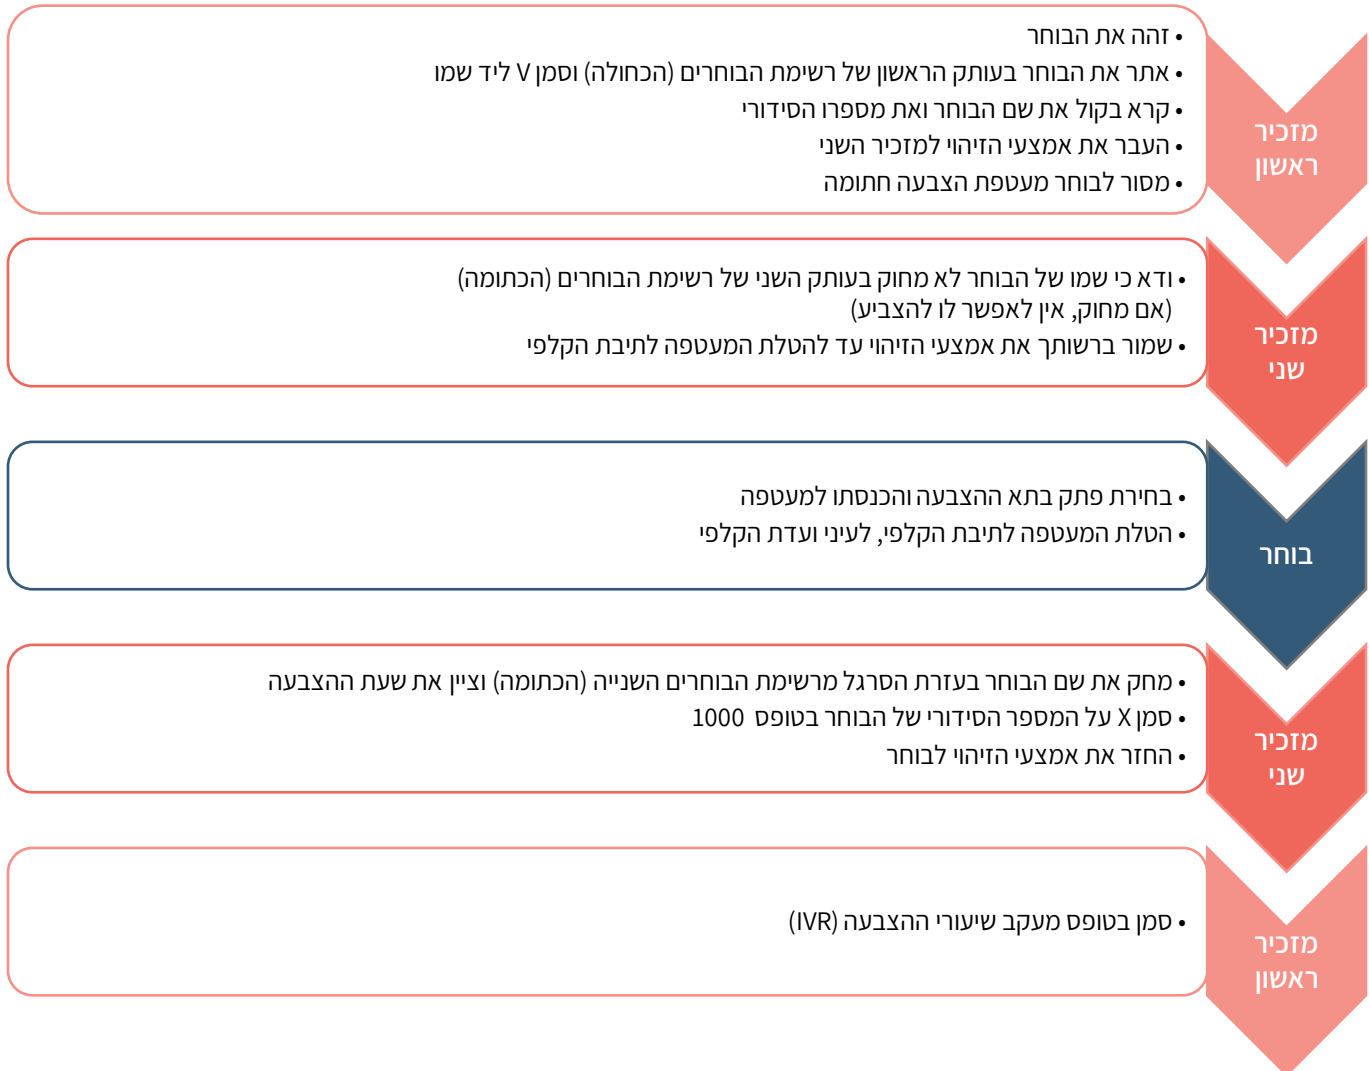 מזכיר
ראשון
• זהה את הבוחר
• אתר את הבוחר בעותק הראשון של רשימת הבוחרים (הכחולה) וסמן V ליד שמו
• קרא בקול את שם הבוחר ואת מספרו הסידורי
• העבר את אמצעי הזיהוי למזכיר השני
• מסור לבוחר מעטפת הצבעה חתומה
מזכיר
שני
• ודא כי שמו של הבוחר לא מחוק בעותק השני של רשימת הבוחרים (הכתומה)
(אם מחוק, אין לאפשר לו להצביע)
• שמור ברשותך את אמצעי הזיהוי עד להטלת המעטפה לתיבת הקלפי
בוחר
• בחירת פתק בתא ההצבעה והכנסתו למעטפה
• הטלת המעטפה לתיבת הקלפי, לעיני ועדת הקלפי
מזכיר
שני
• מחק את שם הבוחר בעזרת הסרגל מרשימת הבוחרים השנייה (הכתומה) וציין את שעת ההצבעה
• סמן X על המספר הסידורי של הבוחר בטופס 1000
• החזר את אמצעי הזיהוי לבוחר
מזכיר
ראשון
• סמן בטופס מעקב שיעורי ההצבעה (IVR)